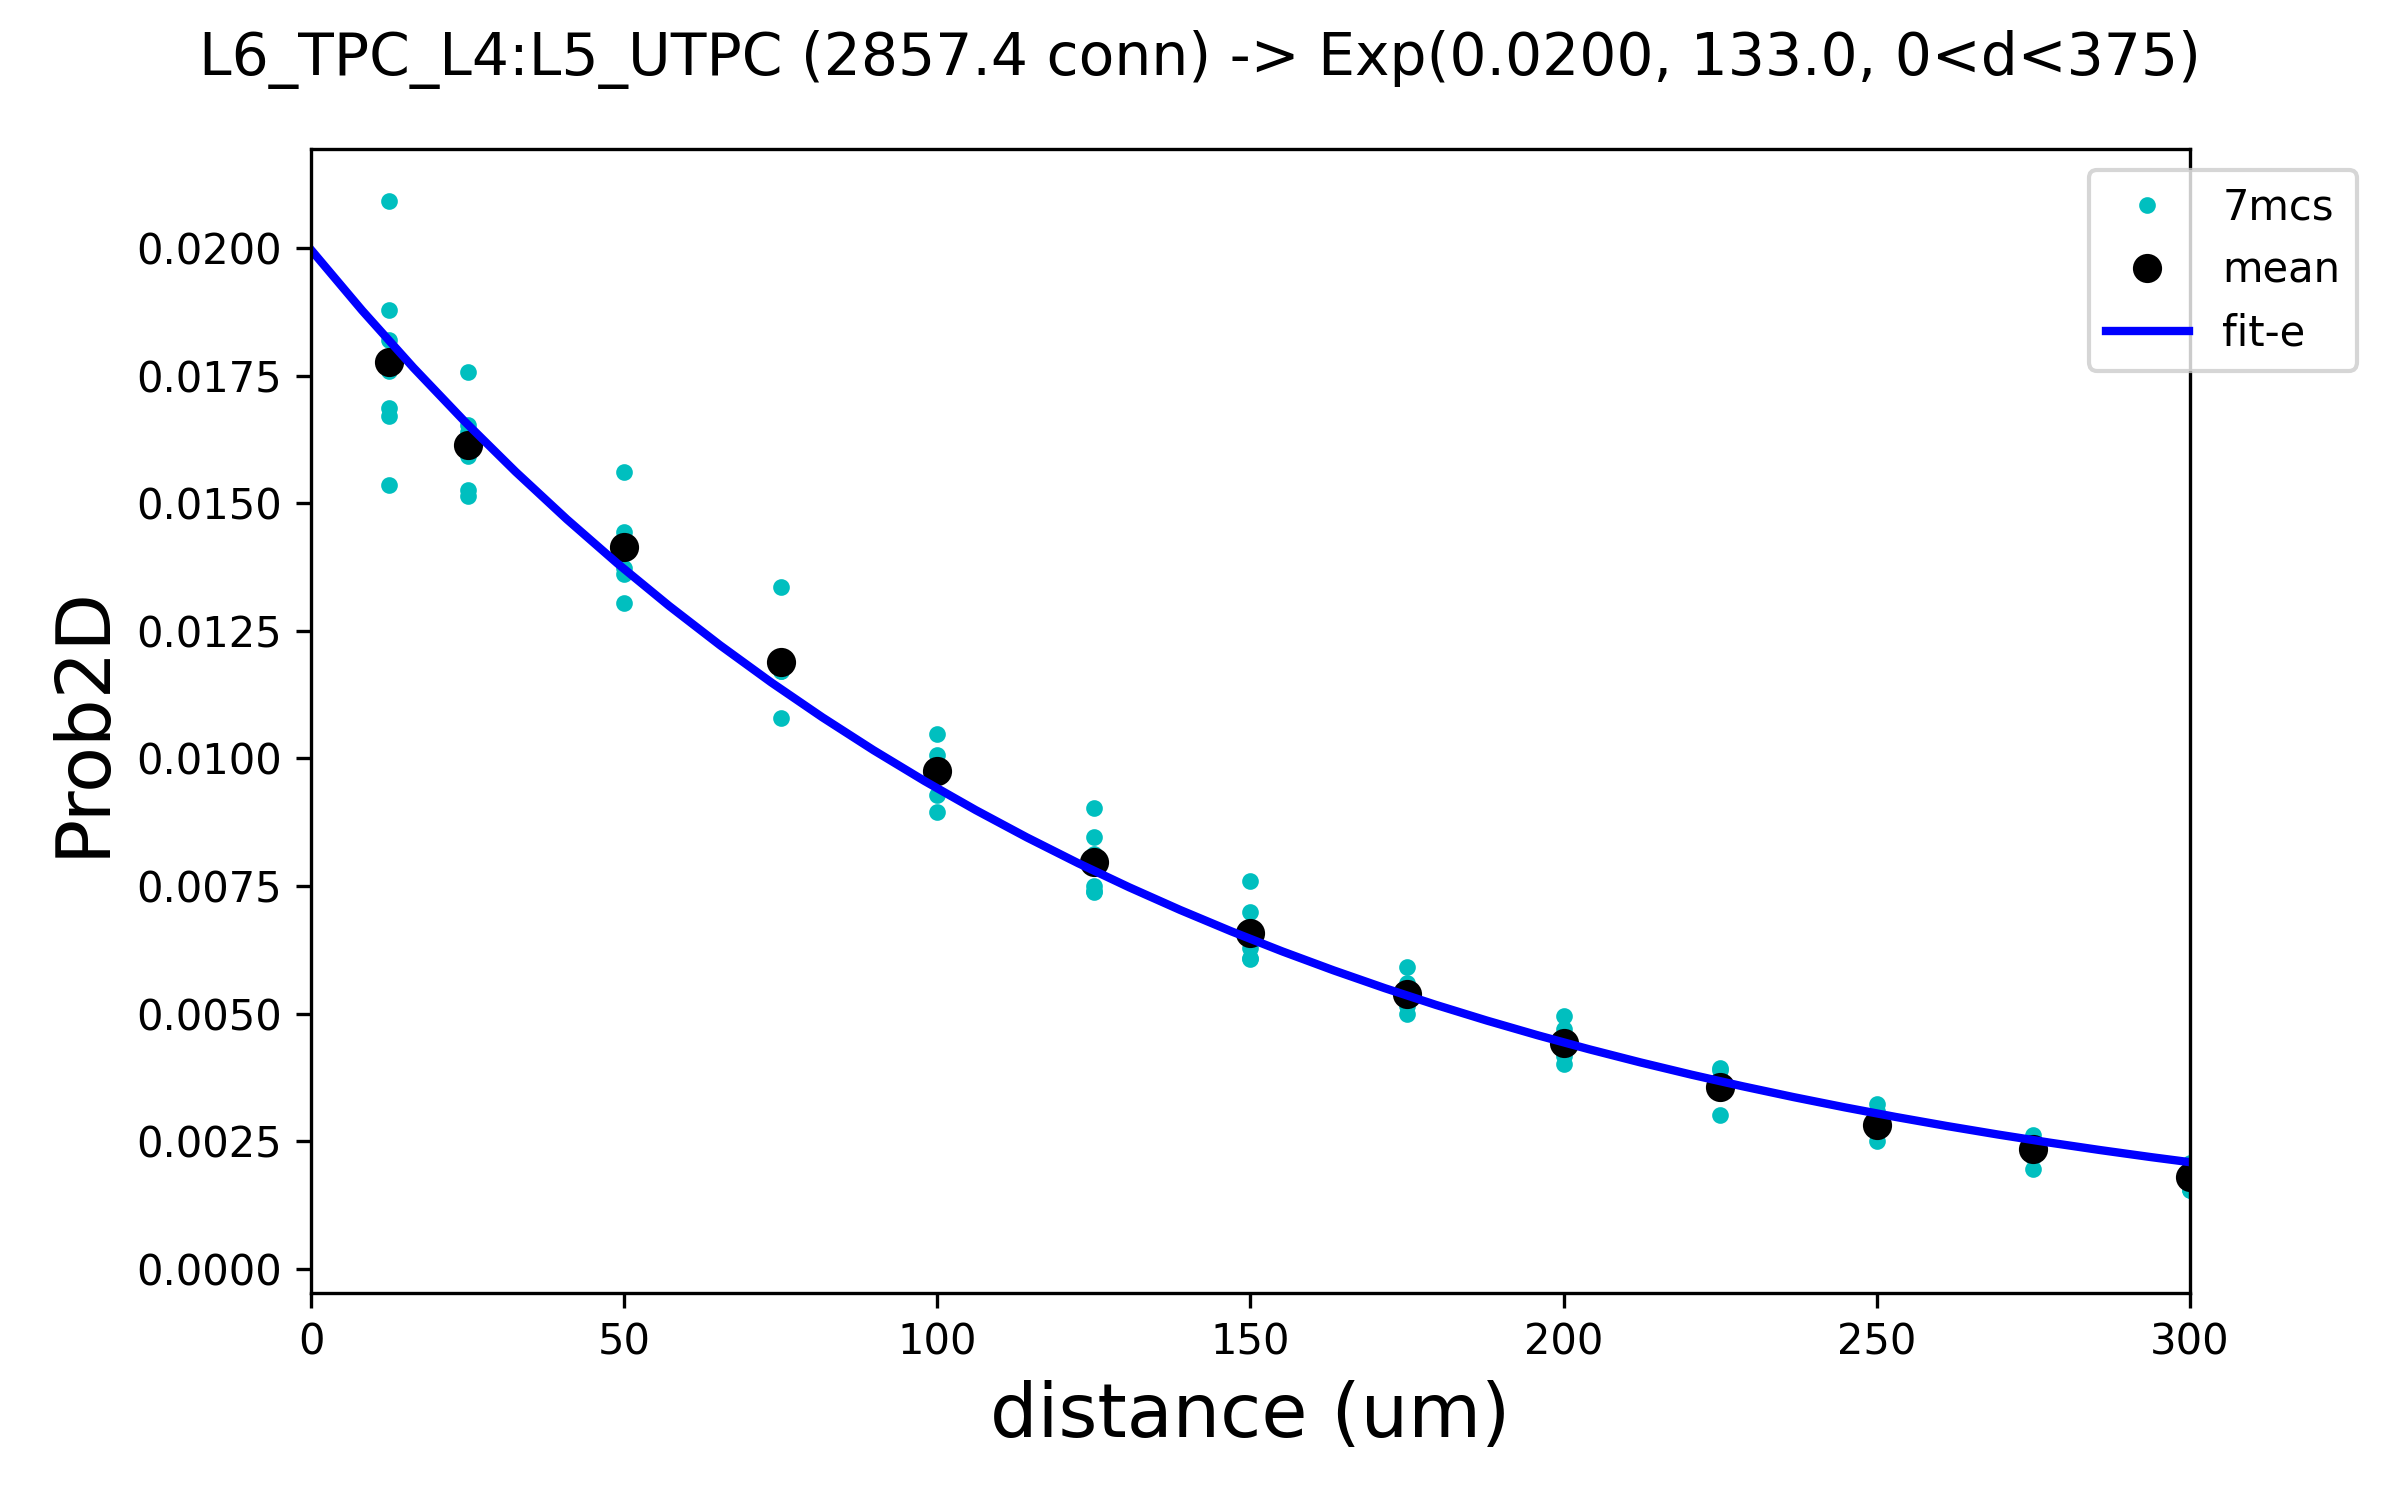 L6_TPC_L4:L5_UTPC (2857.4 conn) -> Exp(0.0200, 133.0, 0<d<375)
7mcs
mean
fit-e
0.0200
0.0175
0.0150
0.0125
0.0100
0.0075
0.0050
0.0025
0.0000
Prob2D
0 50 100 150 200 250 300
distance (um)